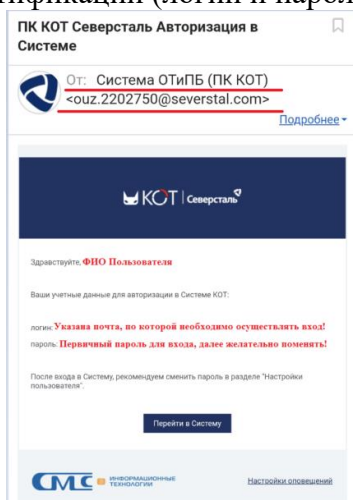 ПК КОТ Северсталь Авторизация в
Системе
От: Система ОТиПБ (ПК КОТ)
<ouz.2202750@severstal.com>
Подробнее
КОТ | Северсталь
Здравствуйте, ФИО Пользователя
Ваши учетные данные для авторизации в Системе КОТ:
логин: Указана почта, по которой необходимо осуществлять вход!
пароль: Первичный пароль для входа, далее желательно поменять!
После входа в Систему, рекомендуем сменить пароль в разделе "Настройки
пользователя".
Перейти в Систему
ИНФОРМАЦИОННЫЕ
ТЕХНОЛОГИИ
Настройки оповещений